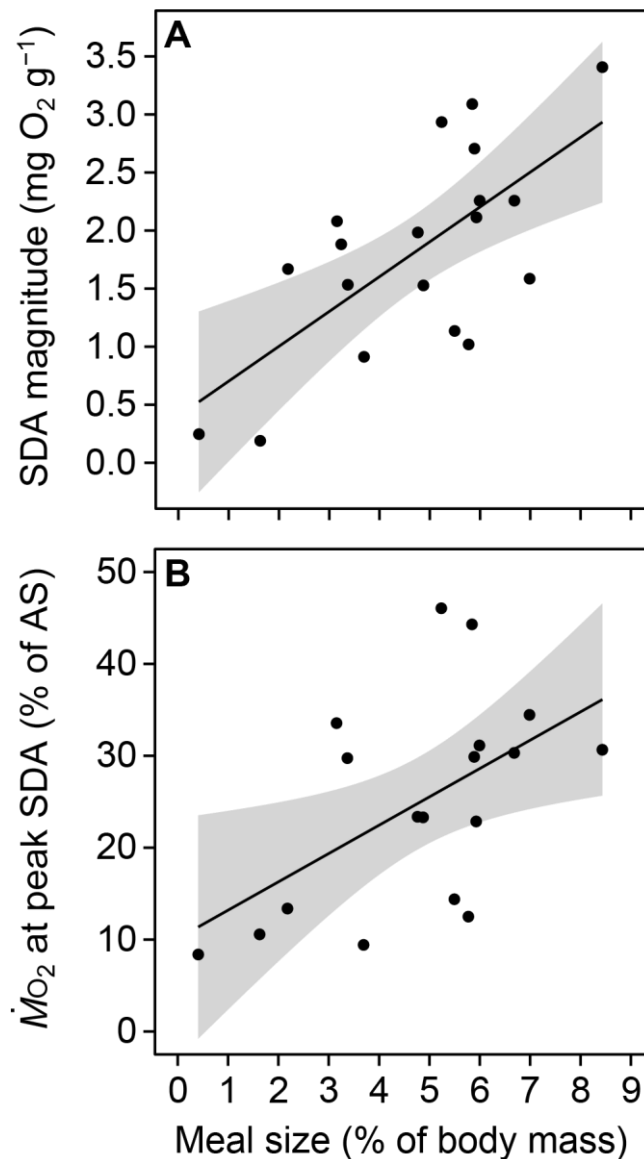 A
SDA magnitude (mg O₂ g⁻¹)
3.5
3.0
2.5
2.0
1.5
1.0
0.5
0.0
B
ṀO₂ at peak SDA (% of AS)
50
40
30
20
10
0
0 1 2 3 4 5 6 7 8 9
Meal size (% of body mass)